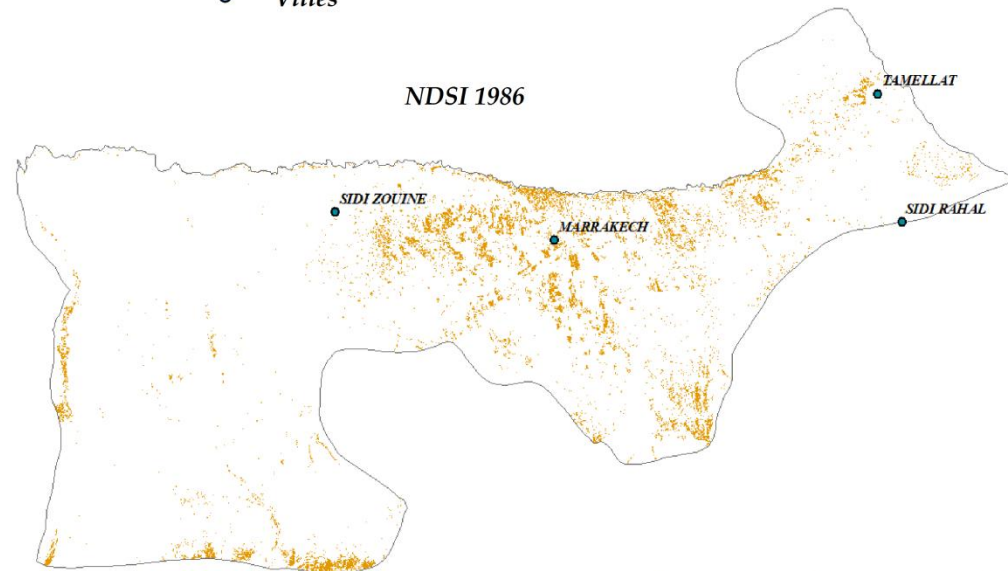 Villes
NDSI 1986
TAMELLAT
SIDI ZOUINE
SIDI RAHAL
MARRAKECH